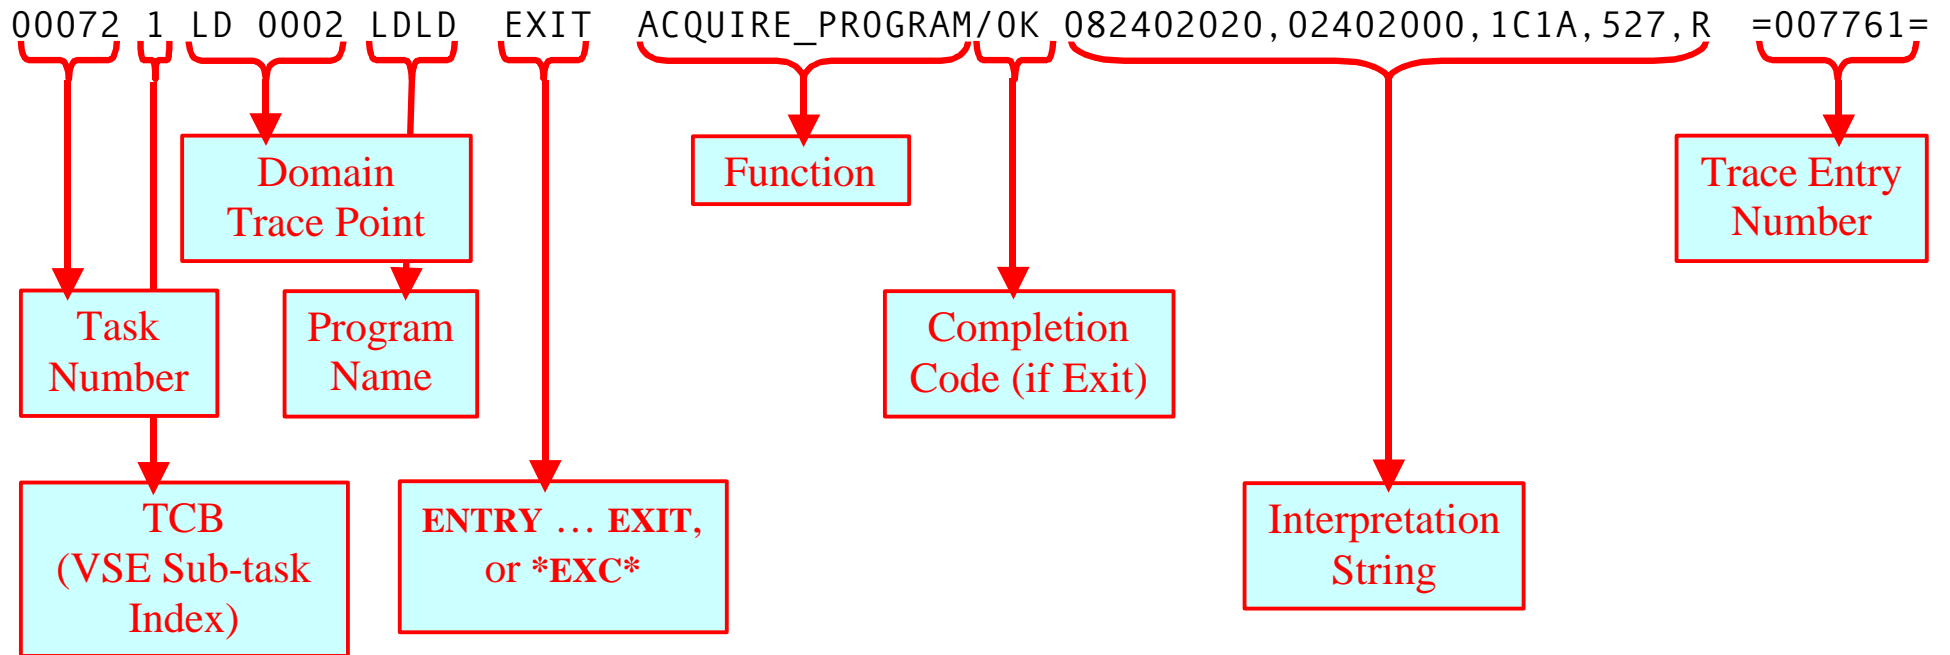 00072 1 LD 0002 LDLD EXIT ACQUIRE_PROGRAM/OK 082402020,02402000,1C1A,527,R =007761=
Domain
Trace Point
Function
Trace Entry
Number
Task
Number
Program
Name
Completion
Code (if Exit)
TCB
(VSE Sub-task
Index)
ENTRY … EXIT,
or *EXC*
Interpretation
String